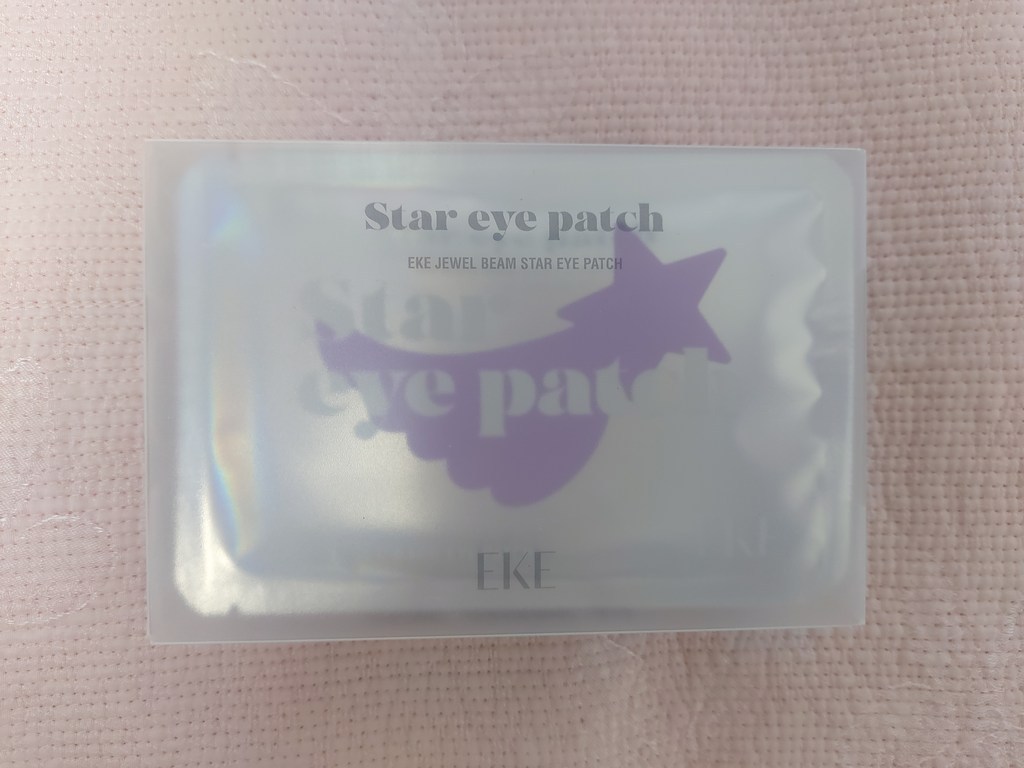 Star eye patch
EKE JEWEL BEAM STAR EYE PATCH
Star
eye patch
EKE